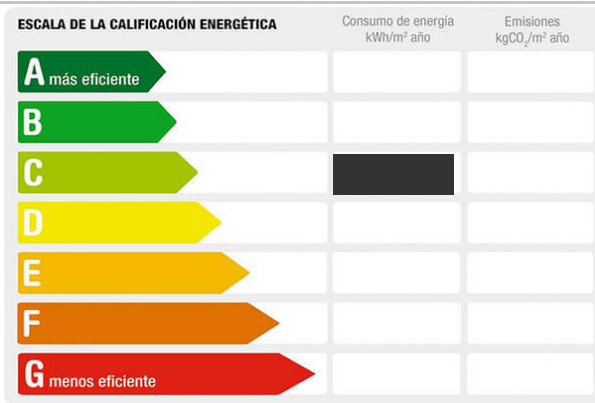 ESCALA DE LA CALIFICACIÓN ENERGÉTICA
Consumo de energía
kWh/m² año
Emisiones
kgCO₂/m² año
A más eficiente
B
C
D
E
F
G menos eficiente